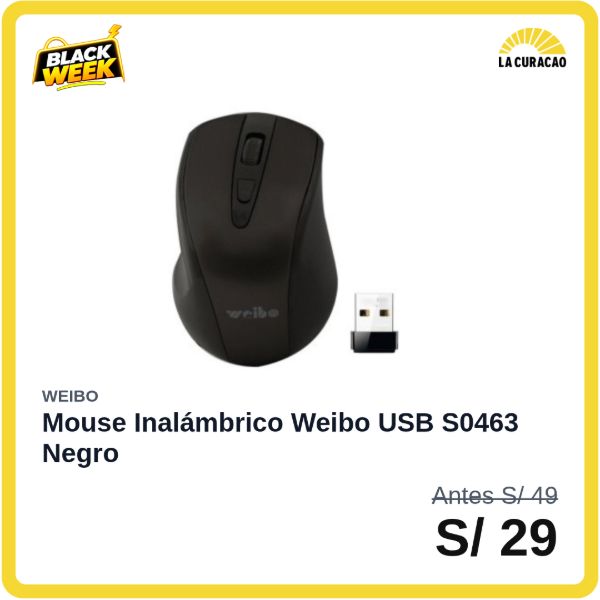 BLACK
WEEK
LA CURACAO
weibo
WEIBO
Mouse Inalámbrico Weibo USB S0463
Negro
Antes S/ 49
S/ 29